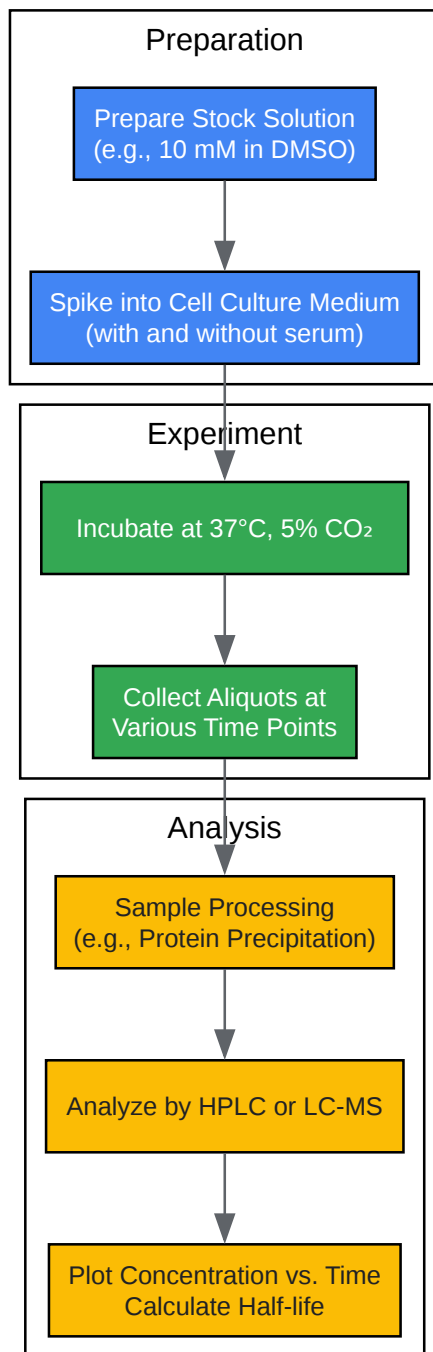 Preparation
Prepare Stock Solution
(e.g., 10 mM in DMSO)
Spike into Cell Culture Medium
(with and without serum)
Experiment
Incubate at 37°C, 5% CO₂
Collect Aliquots at
Various Time Points
Analysis
Sample Processing
(e.g., Protein Precipitation)
Analyze by HPLC or LC-MS
Plot Concentration vs. Time
Calculate Half-life